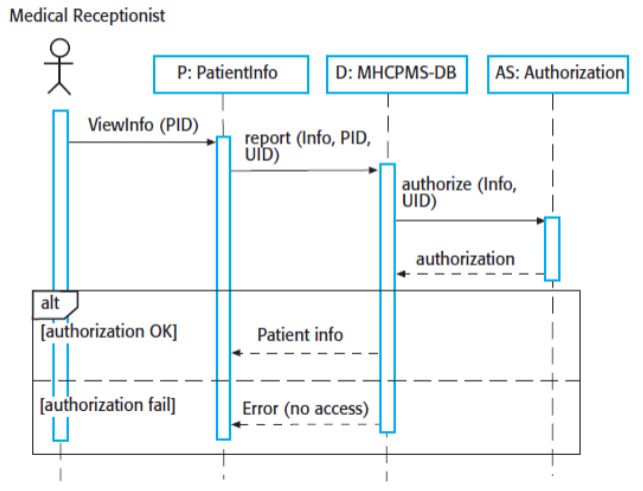 Medical Receptionist
P: PatientInfo
D: MHCPMS-DB
AS: Authorization
ViewInfo (PID)
report (Info, PID,
UID)
authorize (Info,
UID)
authorization
alt
[authorization OK]
Patient info
[authorization fail]
Error (no access)